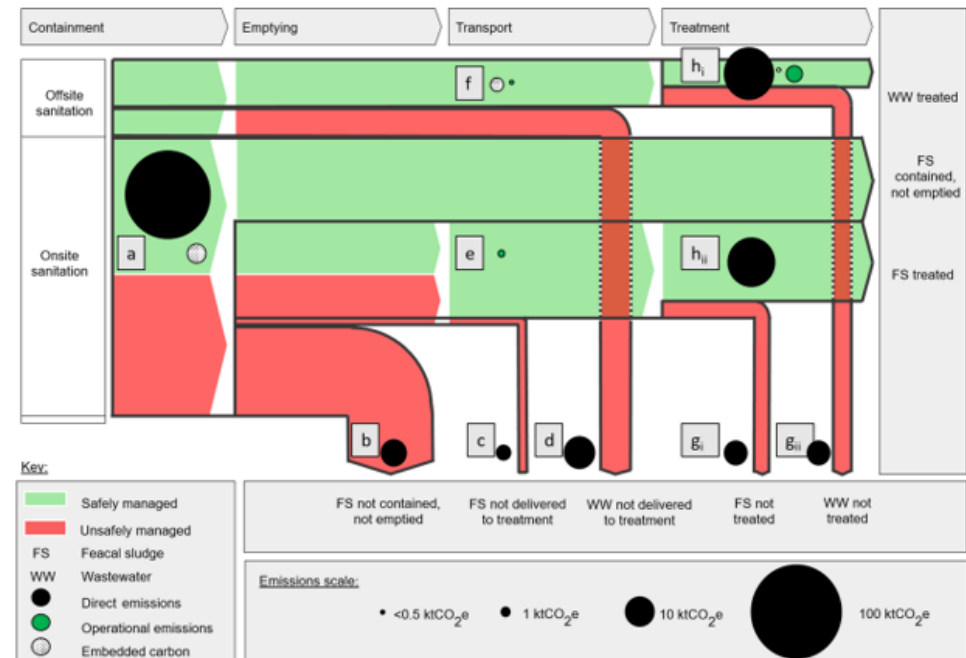 Containment
Emptying
Transport
Treatment
Offsite
sanitation
f
hi
WW treated
FS
contained,
not emptied
Onsite
sanitation
a
e
hii
FS treated
b
c
d
gi
gii
Key:
Safely managed
Unsafely managed
FS Feacal sludge
WW Wastewater
Direct emissions
Operational emissions
Embedded carbon
FS not contained,
not emptied
FS not delivered
to treatment
WW not delivered
to treatment
FS not
treated
WW not
treated
Emissions scale:
<0.5 ktCO2e
1 ktCO2e
10 ktCO2e
100 ktCO2e